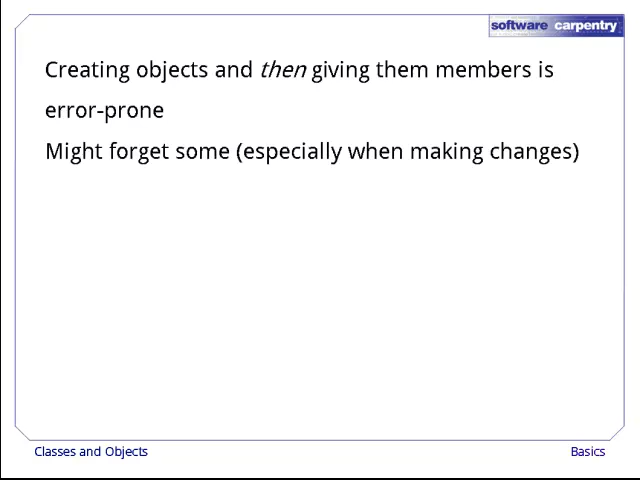 software carpentry
Creating objects and then giving them members is
error-prone
Might forget some (especially when making changes)
Classes and Objects
Basics